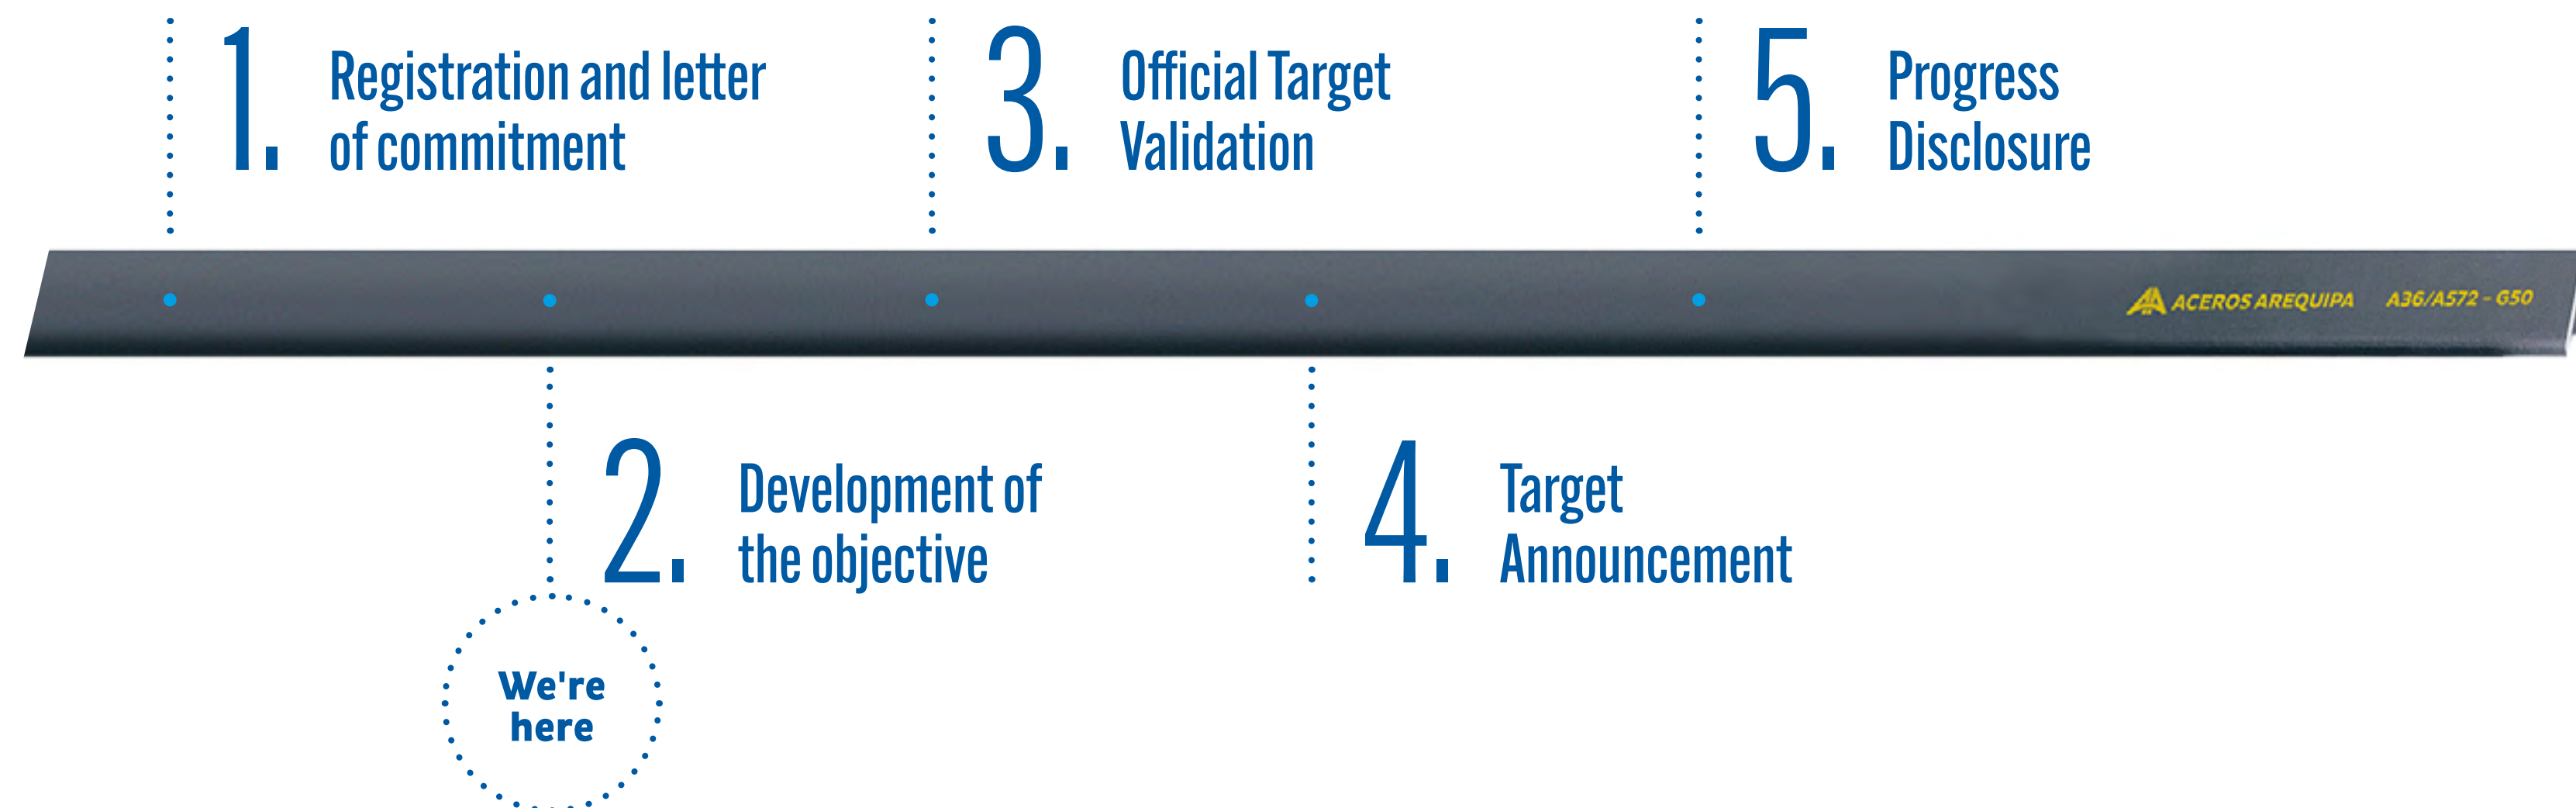 1.
Registration and letter
of commitment
3.
Official Target
Validation
5.
Progress
Disclosure
ACEROS AREQUIPA A36/A572 - G50
2.
Development of
the objective
4.
Target
Announcement
We're
here